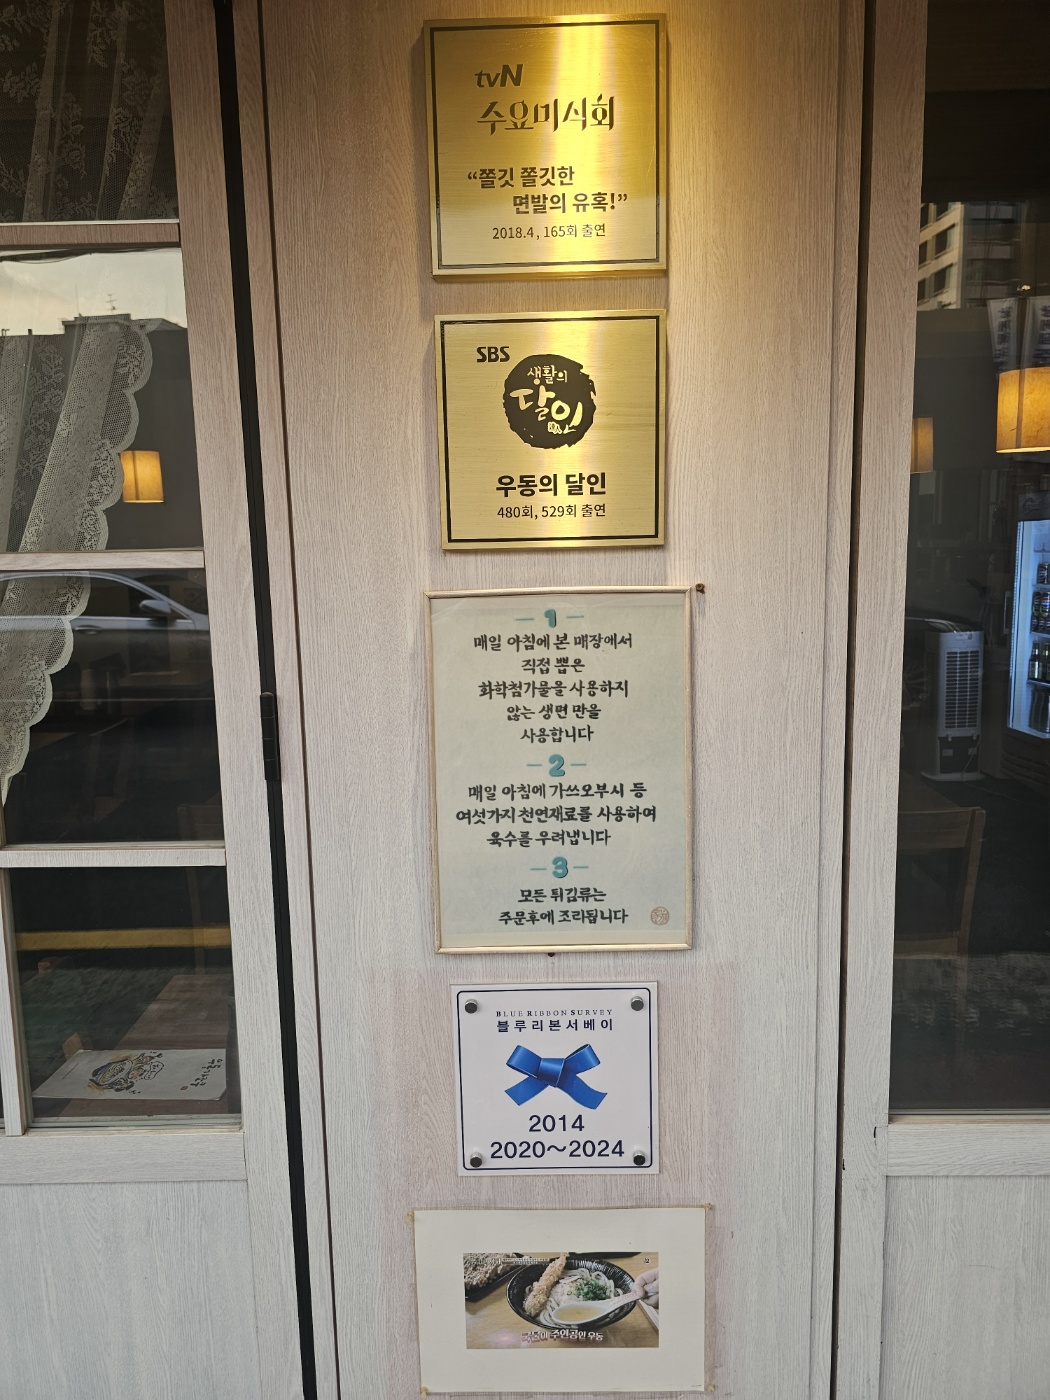 tvN
수요미식회
“쫄깃 쫄깃한
면발의 유혹!”
2018.4, 165회 출연
SBS
생활의
달인
우동의 달인
480회, 529회 출연
1
매일 아침에 본 매장에서
직접 뽑은
화학첨가물을 사용하지
않는 생면 만을
사용합니다
2
매일 아침에 가쓰오부시 등
여섯가지 천연재료를 사용하여
육수를 우려냅니다
3
모든 튀김류는
주문후에 조리됩니다
BLUE RIBBON SURVEY
블루리본서베이
2014
2020~2024
주연공인 우동